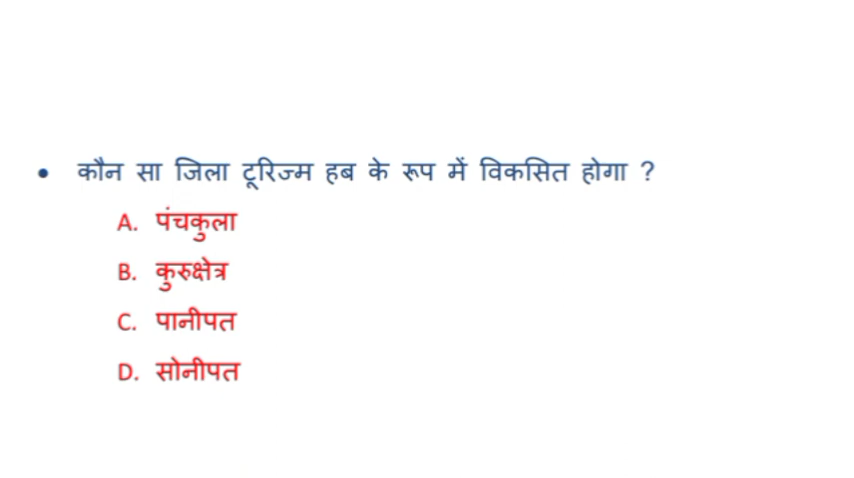 • कौन सा जिला टूरिज्म हब के रूप में विकसित होगा ?
A. पंचकुला
B. कुरुक्षेत्र
C. पानीपत
D. सोनीपत